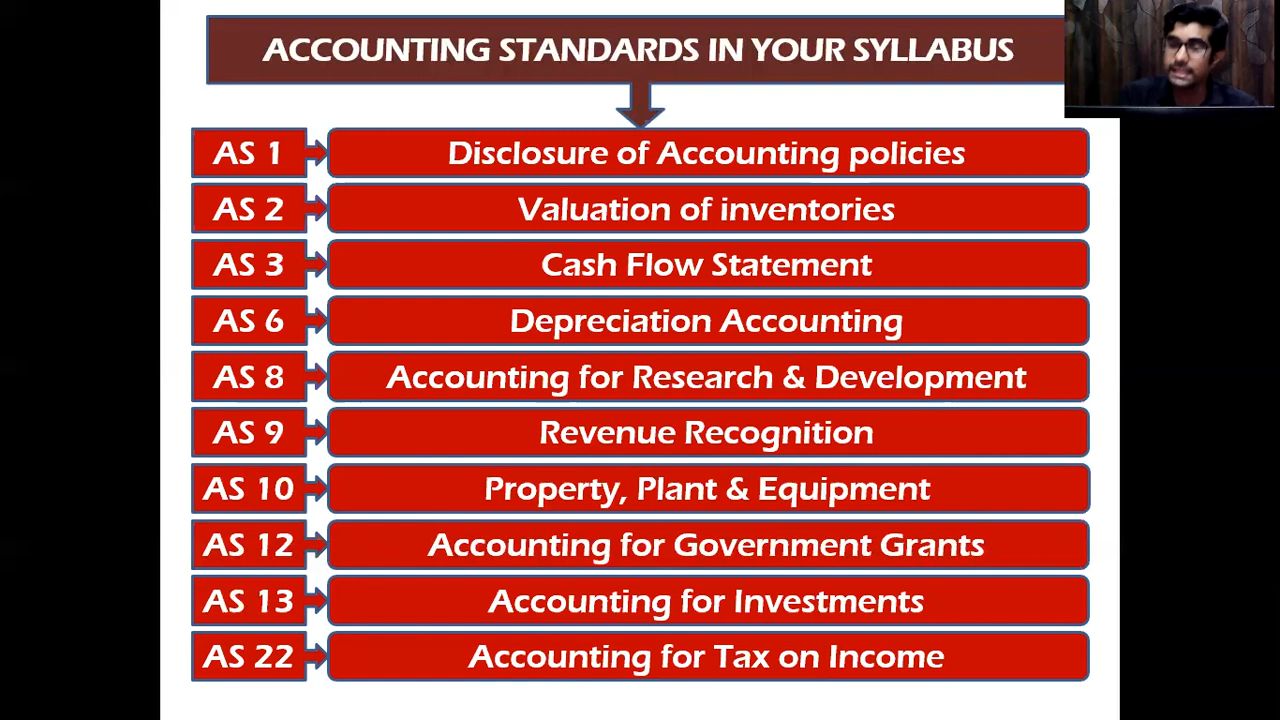 ACCOUNTING STANDARDS IN YOUR SYLLABUS
AS 1 Disclosure of Accounting policies
AS 2 Valuation of inventories
AS 3 Cash Flow Statement
AS 6 Depreciation Accounting
AS 8 Accounting for Research & Development
AS 9 Revenue Recognition
AS 10 Property, Plant & Equipment
AS 12 Accounting for Government Grants
AS 13 Accounting for Investments
AS 22 Accounting for Tax on Income